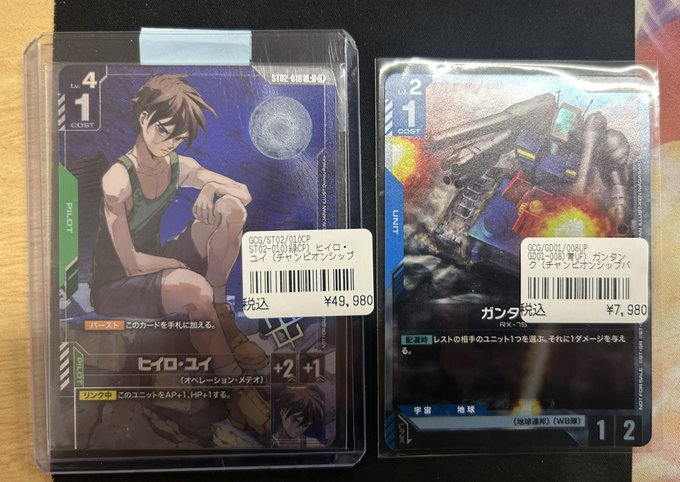 Lv.4
1
COST
ST02-010
PILOT
GCG/ST02/010CP
ST02-010)緑CP) ヒイロ・
ユイ (チャンピオンシップ
税込 ¥49,980
バースト このカードを手札に加える。
PILOT
ヒイロ・ユイ
(オペレーション・メテオ)
+2 +1
リンク中 このユニットをAP+1、HP+1する。
Lv.2
1
COST
UNIT
GCG/GD01/008UP
GD01-008)青UP) ガンタン
ク (チャンピオンシップパ
税込 ¥7,980
ガンタ
RX-75
配備時 レストの相手のユニット1つを選ぶ。それに1ダメージを与え
る。
宇宙 地球
(地球連邦) (WB隊)
LINK
1 2
NOT FOR SALE